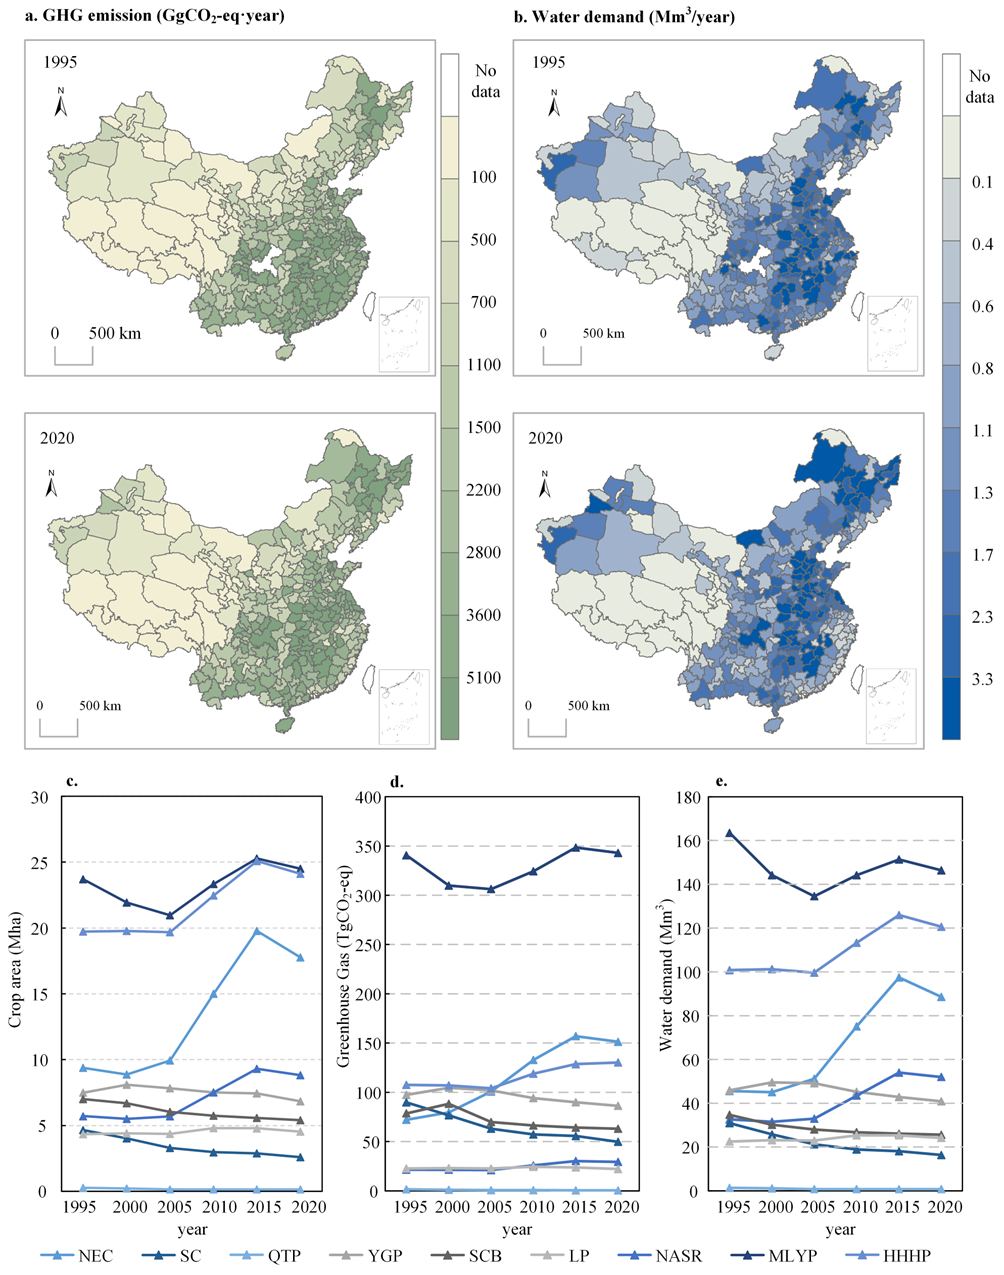 a. GHG emission (GgCO₂-eq·year)
b. Water demand (Mm³/year)
1995
N
0 500 km
No data
100
500
700
1100
1500
2200
2800
3600
5100
1995
N
0 500 km
No data
0.1
0.4
0.6
0.8
1.1
1.3
1.7
2.3
3.3
2020
N
0 500 km
2020
N
0 500 km
c.
30
25
20
15
10
5
0
Crop area (Mha)
1995 2000 2005 2010 2015 2020
year
d.
400
350
300
250
200
150
100
50
0
Greenhouse Gas (TgCO₂-eq)
1995 2000 2005 2010 2015 2020
year
e.
180
160
140
120
100
80
60
40
20
0
Water demand (Mm³)
1995 2000 2005 2010 2015 2020
year
NEC SC QTP YGP SCB LP NASR MLYP HHHP